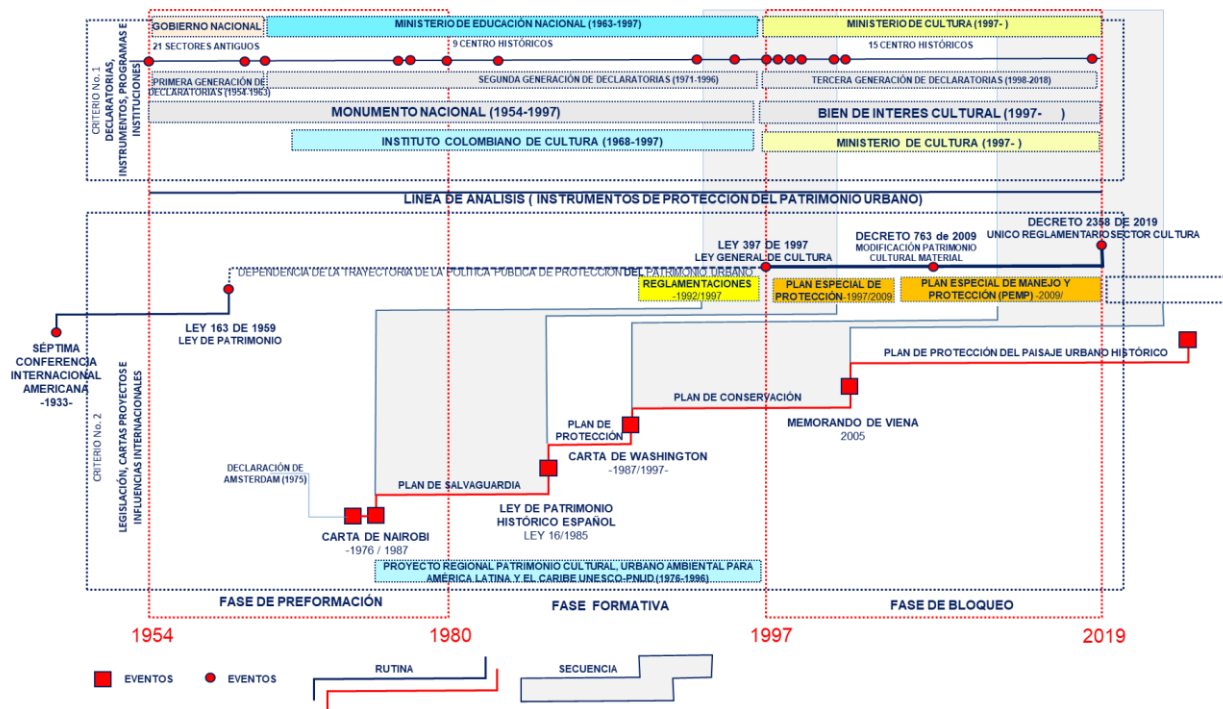 GOBIERNO NACIONAL
MINISTERIO DE EDUCACIÓN NACIONAL (1963-1997)
MINISTERIO DE CULTURA (1997- )
21 SECTORES ANTIGUOS
9 CENTRO HISTÓRICOS
15 CENTRO HISTÓRICOS
CRITERIO No. 1
DECLARATORIAS,
INSTRUMENTOS, PROGRAMAS E
INSTITUCIONES
PRIMERA GENERACIÓN DE
DECLARATORIAS (1954-1963)
SEGUNDA GENERACIÓN DE DECLARATORIAS (1971-1996)
TERCERA GENERACIÓN DE DECLARATORIAS (1998-2018)
MONUMENTO NACIONAL (1954-1997)
BIEN DE INTERES CULTURAL (1997- )
INSTITUTO COLOMBIANO DE CULTURA (1968-1997)
MINISTERIO DE CULTURA (1997- )
LINEA DE ANALISIS ( INSTRUMENTOS DE PROTECCION DEL PATRIMONIO URBANO)
DECRETO 2358 DE 2019
UNICO REGLAMENTARIO SECTOR CULTURA
DECRETO 763 de 2009
MODIFICACIÓN PATRIMONIO
CULTURAL MATERIAL
LEY 397 DE 1997
LEY GENERAL DE CULTURA
DEPENDENCIA DE LA TRAYECTORIA DE LA POLÍTICA PÚBLICA DE PROTECCIÓN DEL PATRIMONIO URBANO
REGLAMENTACIONES
-1992/1997
PLAN ESPECIAL DE
PROTECCIÓN-1997/2009
PLAN ESPECIAL DE MANEJO Y
PROTECCIÓN (PEMP) -2009/
LEY 163 DE 1959
LEY DE PATRIMONIO
SÉPTIMA
CONFERENCIA
INTERNACIONAL
AMERICANA
-1933-
CRITERIO No. 2
LEGISLACIÓN, CARTAS PROYECTOS E
INFLUENCIAS INTERNACIONALES
PLAN DE PROTECCIÓN DEL PAISAJE URBANO HISTÓRICO
PLAN DE CONSERVACIÓN
MEMORANDO DE VIENA
2005
PLAN DE
PROTECCIÓN
CARTA DE WASHINGTON
-1987/1997-
DECLARACIÓN DE
AMSTERDAM (1975)
PLAN DE SALVAGUARDIA
LEY DE PATRIMONIO
HISTÓRICO ESPAÑOL
LEY 16/1985
CARTA DE NAIROBI
-1976 / 1987
PROYECTO REGIONAL PATRIMONIO CULTURAL, URBANO AMBIENTAL PARA
AMÉRICA LATINA Y EL CARIBE UNESCO-PNUD (1976-1996)
FASE DE PREFORMACIÓN
FASE FORMATIVA
FASE DE BLOQUEO
1954
1980
1997
2019
EVENTOS
EVENTOS
RUTINA
SECUENCIA